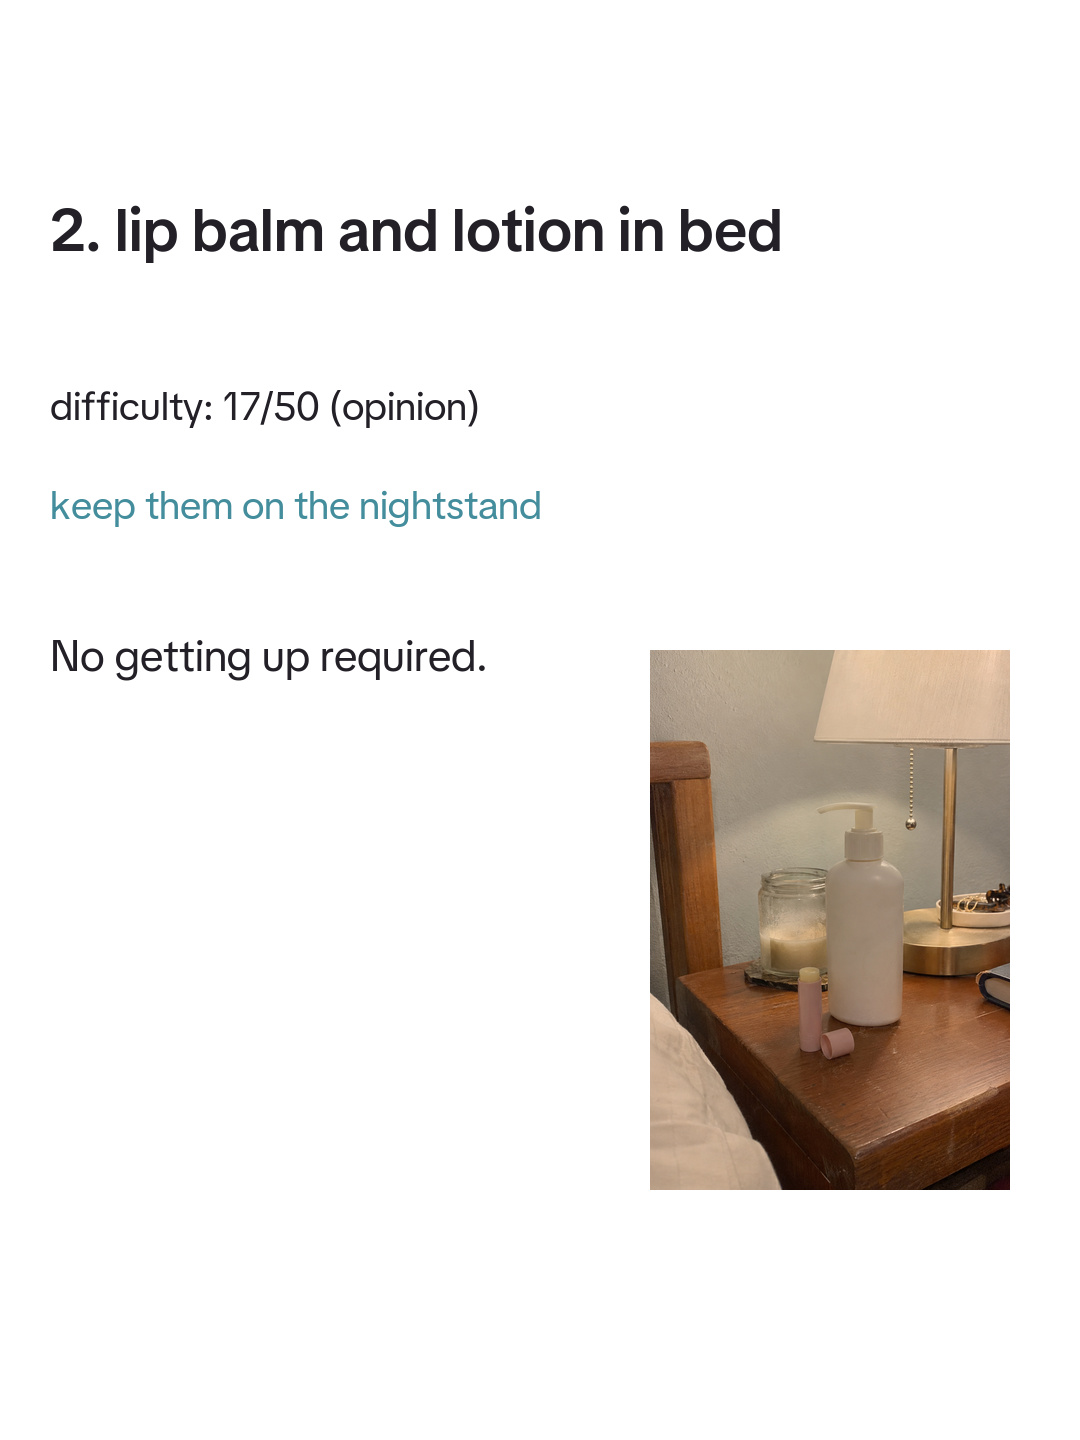 2. lip balm and lotion in bed
difficulty: 17/50 (opinion)
keep them on the nightstand
No getting up required.